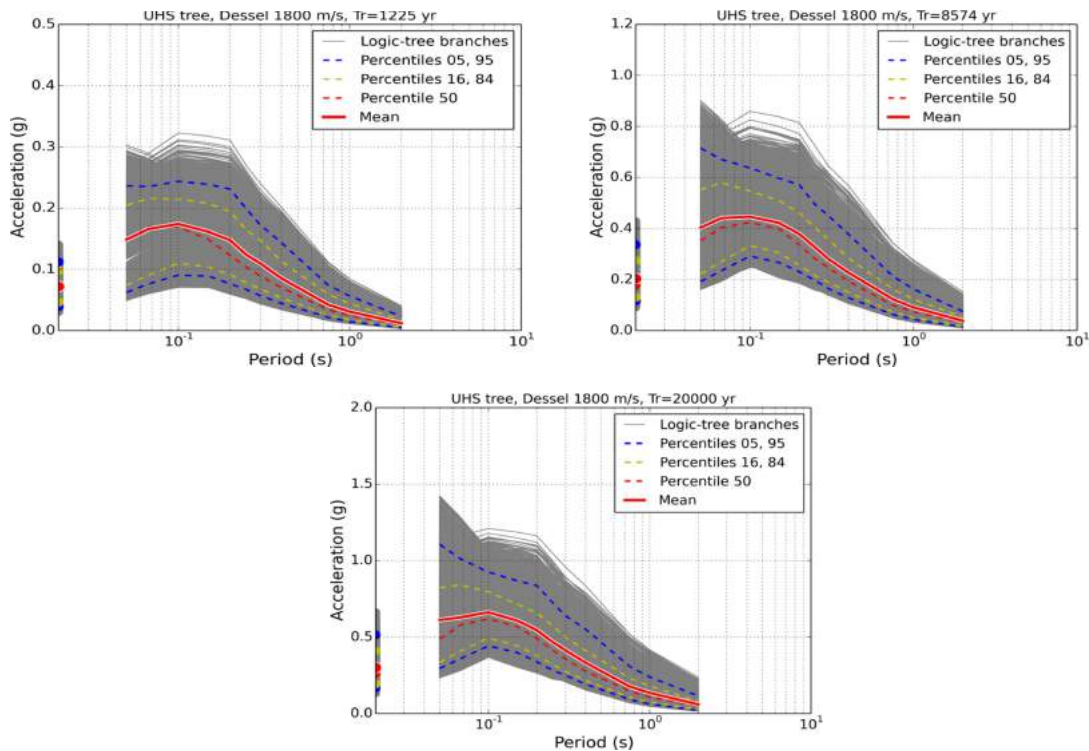 UHS tree, Dessel 1800 m/s, Tr=1225 yr
0.5
0.4
0.3
0.2
0.1
0.0
Acceleration (g)
10⁻¹
10⁰
10¹
Period (s)
Logic-tree branches
Percentiles 05, 95
Percentiles 16, 84
Percentile 50
Mean
UHS tree, Dessel 1800 m/s, Tr=8574 yr
1.2
1.0
0.8
0.6
0.4
0.2
0.0
Acceleration (g)
10⁻¹
10⁰
10¹
Period (s)
Logic-tree branches
Percentiles 05, 95
Percentiles 16, 84
Percentile 50
Mean
UHS tree, Dessel 1800 m/s, Tr=20000 yr
2.0
1.5
1.0
0.5
0.0
Acceleration (g)
10⁻¹
10⁰
10¹
Period (s)
Logic-tree branches
Percentiles 05, 95
Percentiles 16, 84
Percentile 50
Mean